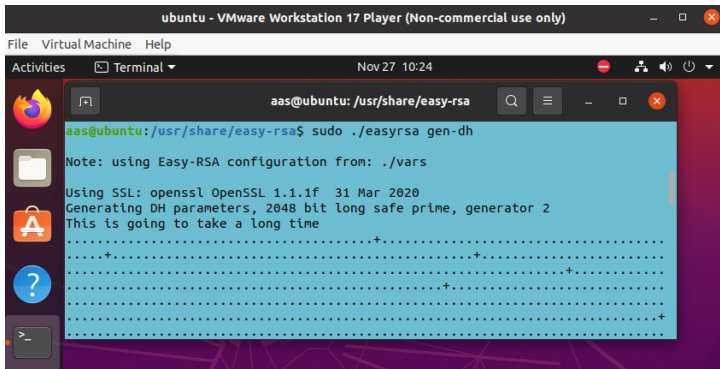 ubuntu - VMware Workstation 17 Player (Non-commercial use only)
File Virtual Machine Help
Activities Terminal Nov 27 10:24
aas@ubuntu: /usr/share/easy-rsa
aas@ubuntu:/usr/share/easy-rsa$ sudo ./easyrsa gen-dh
Note: using Easy-RSA configuration from: ./vars
Using SSL: openssl OpenSSL 1.1.1f 31 Mar 2020
Generating DH parameters, 2048 bit long safe prime, generator 2
This is going to take a long time
.........................................+.....................................
.....+................................................+........................
..................................................................+............
..................................................+............................
...............................................................................
..............................................................................+
...............................................................................